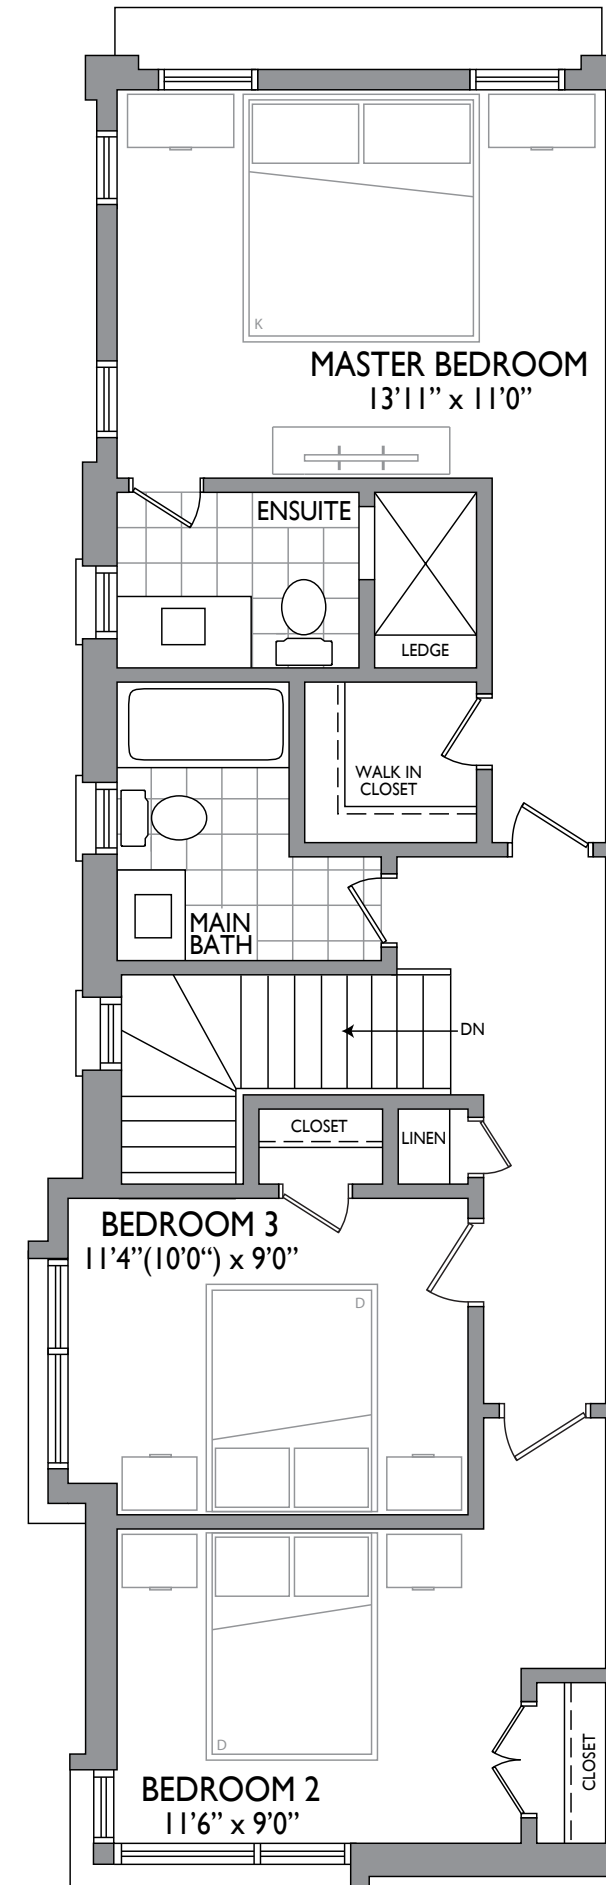 K
MASTER BEDROOM
13'11” x 11'0”
ENSUITE
LEDGE
WALK IN
CLOSET
MAIN
BATH
DN
CLOSET
LINEN
BEDROOM 3
11'4”(10'0“) x 9'0”
D
D
CLOSET
BEDROOM 2
11'6” x 9'0”